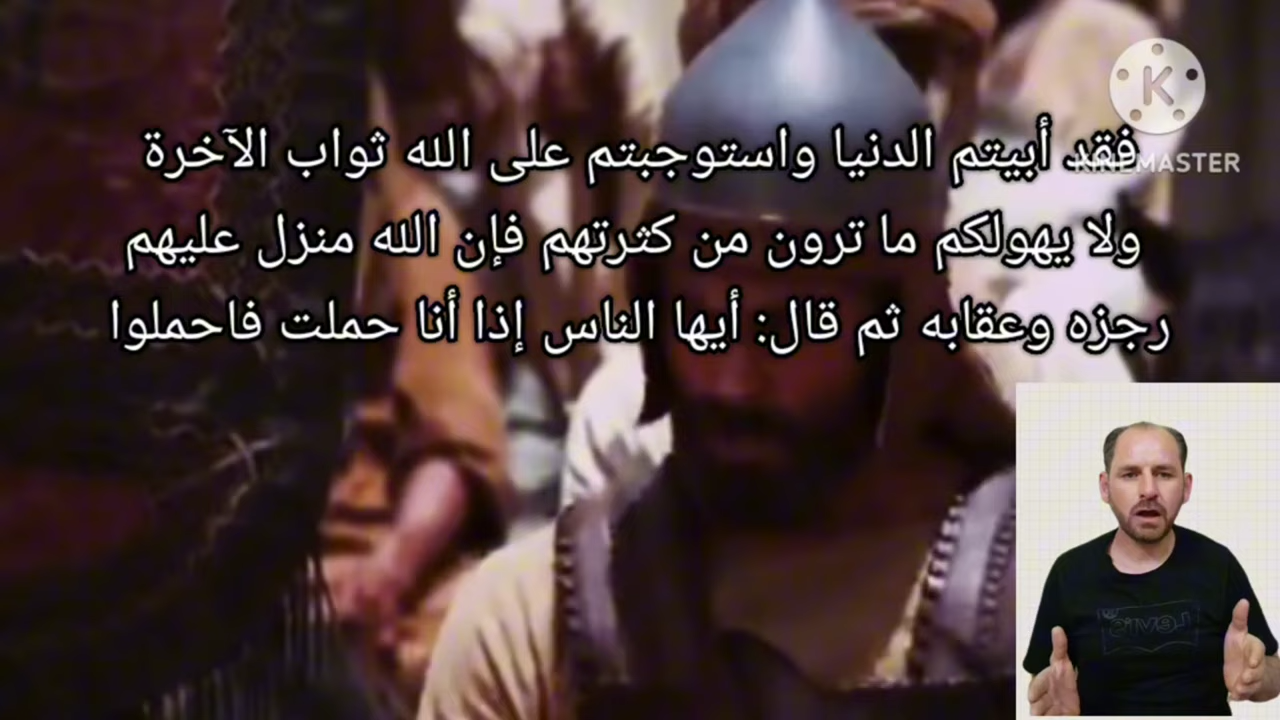 فقد أبيتم الدنيا واستوجبتم على الله ثواب الآخرة
ولا يهولكم ما ترون من كثرتهم فإن الله منزل عليهم
رجزه وعقابه ثم قال: أيها الناس إذا أنا حملت فاحملوا
K
KINEMASTER
Levi's